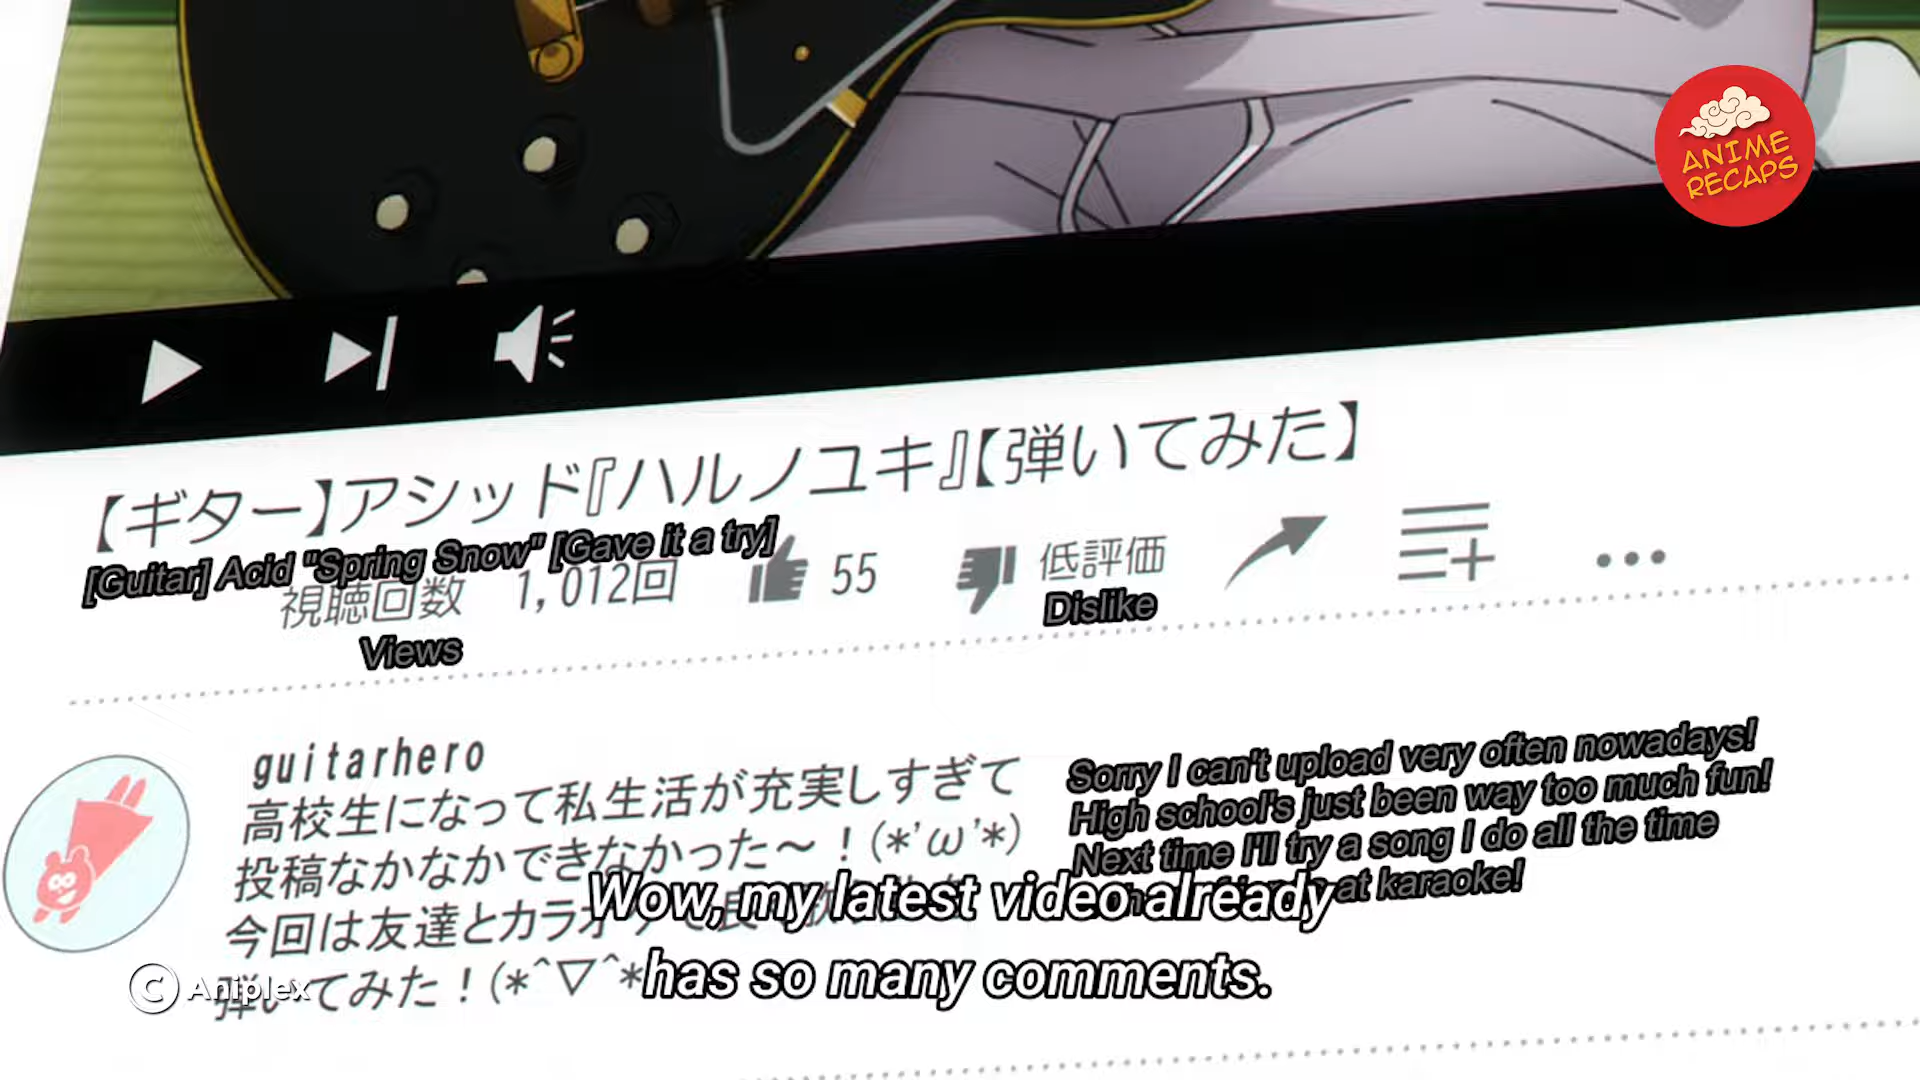 ANIME
RECAPS
【ギター】アシッド『ハルノユキ』【弾いてみた】
[Guitar] Acid "Spring Snow" [Gave it a try]
視聴回数 1,012回 55 低評価
Views
Dislike
guitarhero
高校生になって私生活が充実しすぎて
投稿なかなかできなかった～！(*'ω'*)
今回は友達とカラオケで
弾いてみた！(*^▽^*
Sorry I can't upload very often nowadays!
High school's just been way too much fun!
Next time I'll try a song I do all the time
at karaoke!
Wow, my latest video already
has so many comments.
© Aniplex